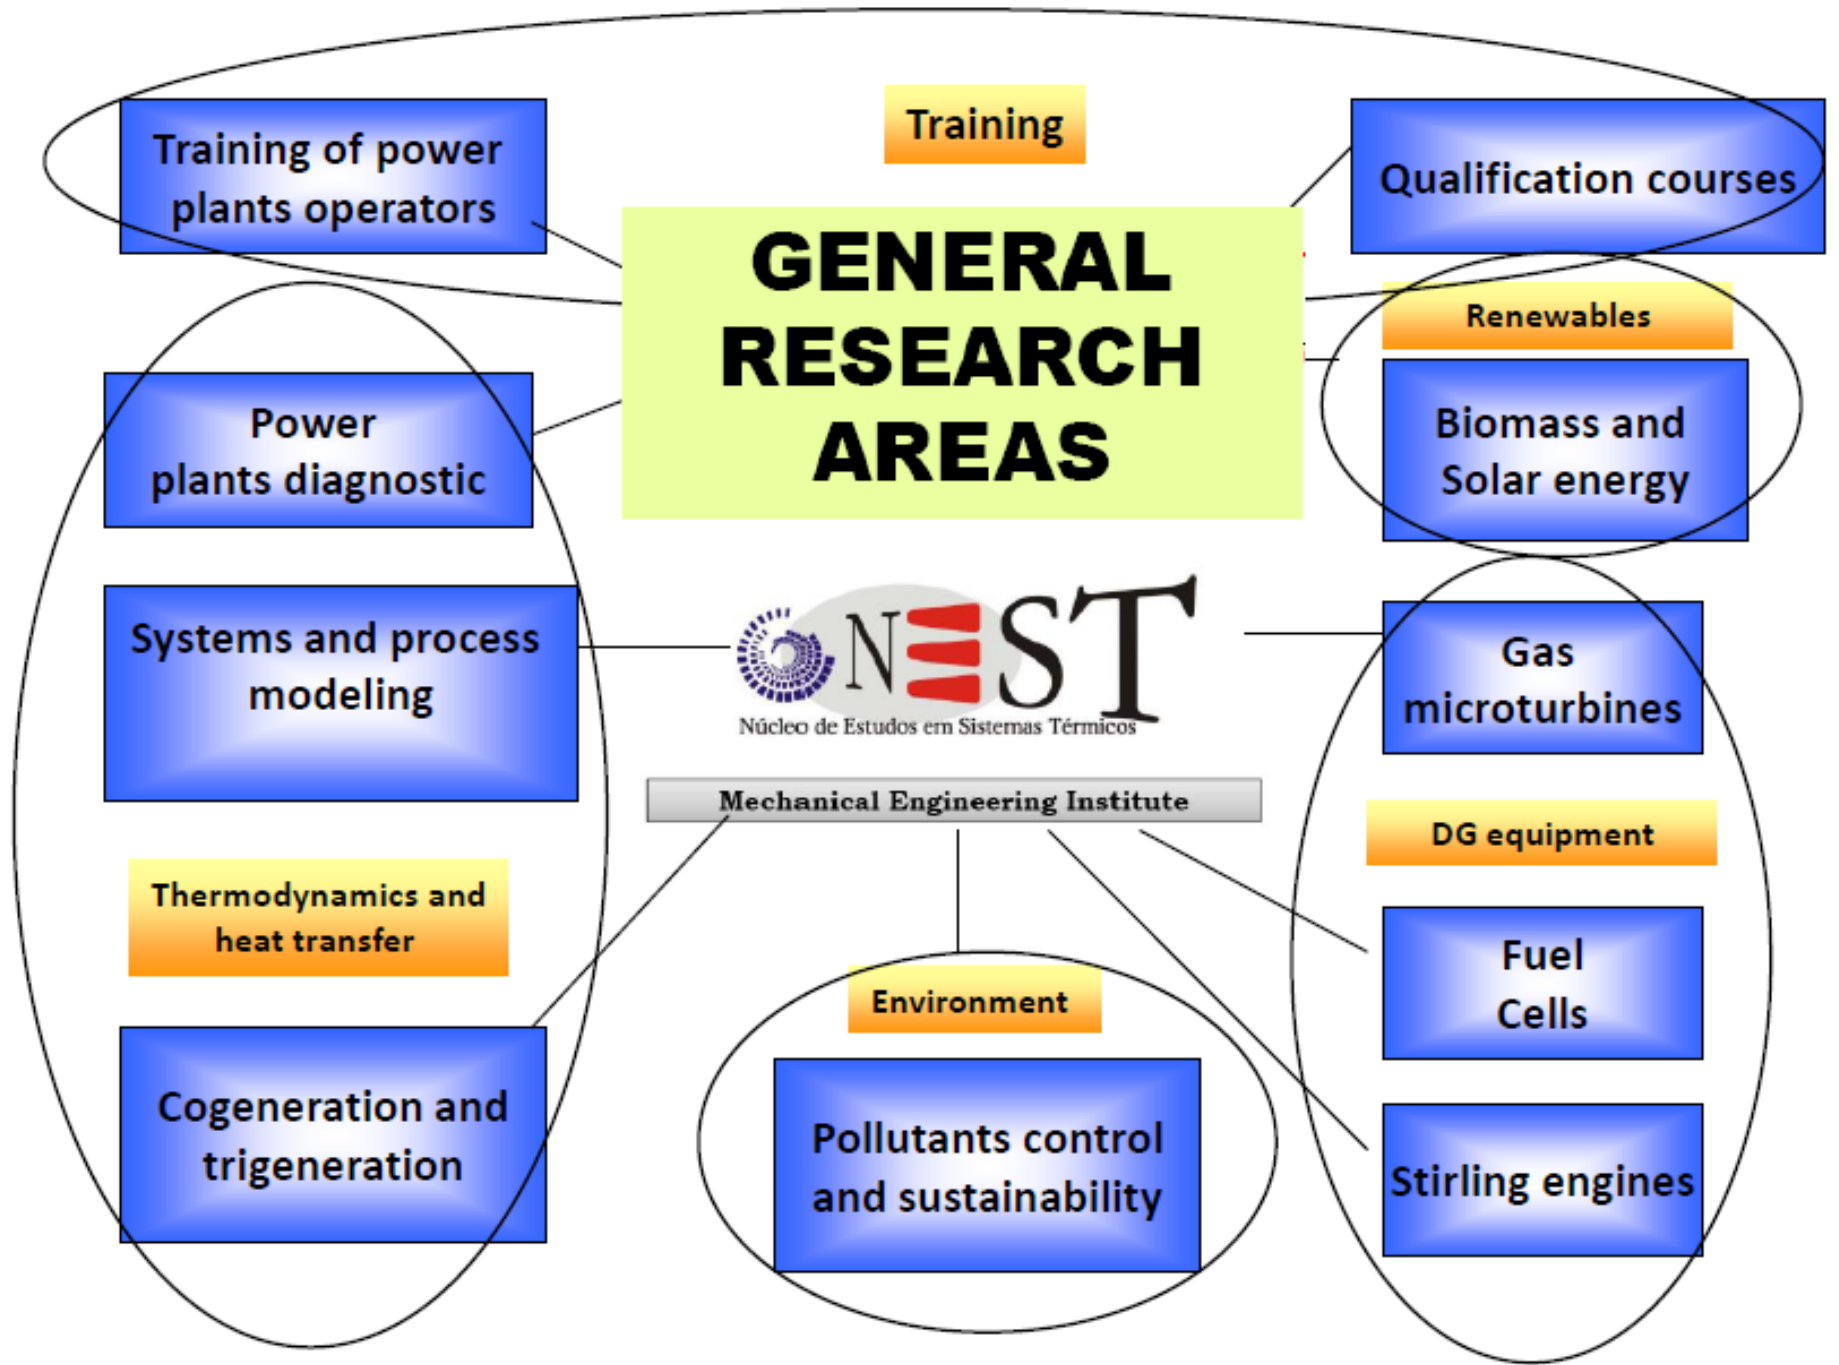 Training
Training of power
plants operators
Qualification courses
GENERAL
RESEARCH
AREAS
Renewables
Biomass and
Solar energy
Power
plants diagnostic
Systems and process
modeling
NEST
Núcleo de Estudos em Sistemas Térmicos
Mechanical Engineering Institute
Gas
microturbines
DG equipment
Fuel
Cells
Stirling engines
Thermodynamics and
heat transfer
Cogeneration and
trigeneration
Environment
Pollutants control
and sustainability